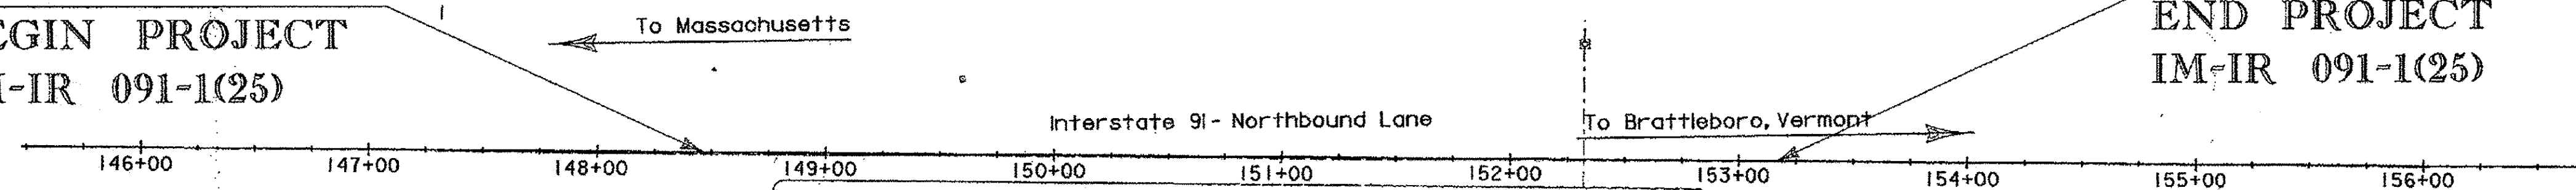 EGIN PROJECT
-IR 091-1(25)
To Massachusetts
Interstate 91- Northbound Lane
To Brattleboro, Vermont
END PROJECT
IM-IR 091-1(25)
146+00 147+00 148+00 149+00 150+00 151+00 152+00 153+00 154+00 155+00 156+00